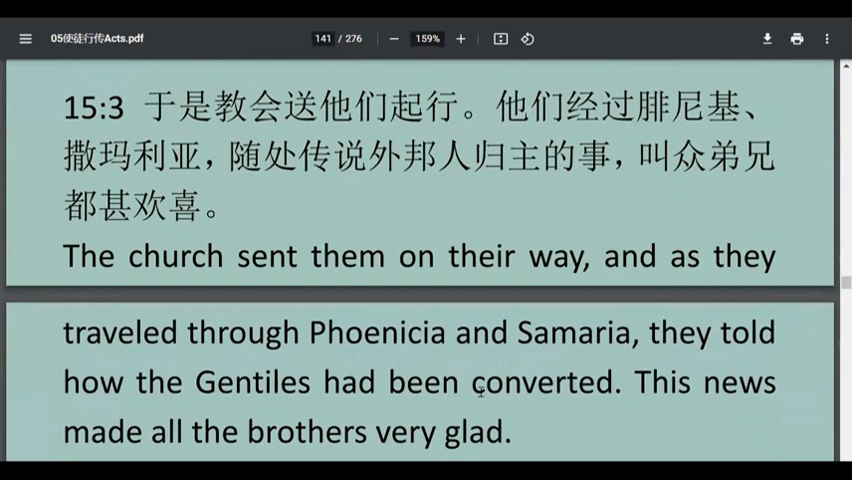 05使徒行传Acts.pdf
141 / 276
159%
15:3 于是教会送他们起行。他们经过腓尼基、
撒玛利亚，随处传说外邦人归主的事，叫众弟兄
都甚欢喜。
The church sent them on their way, and as they
traveled through Phoenicia and Samaria, they told
how the Gentiles had been converted. This news
made all the brothers very glad.